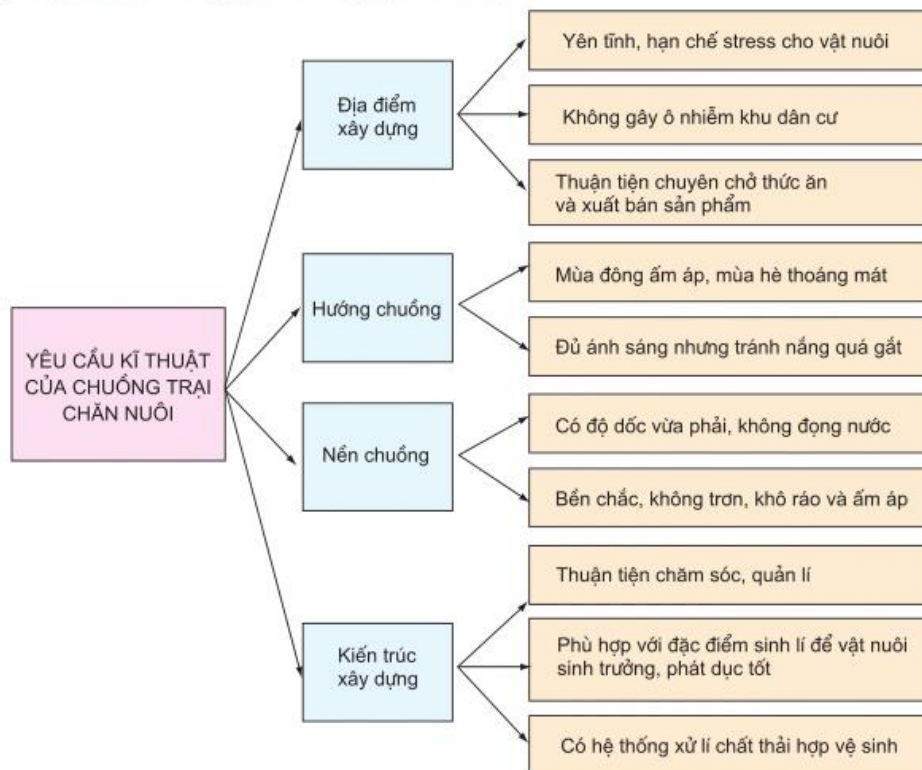 YÊU CẦU KĨ THUẬT
CỦA CHUỒNG TRẠI
CHĂN NUÔI
Địa điểm
xây dựng
Yên tĩnh, hạn chế stress cho vật nuôi
Không gây ô nhiễm khu dân cư
Thuận tiện chuyên chở thức ăn
và xuất bán sản phẩm
Hướng chuồng
Mùa đông ấm áp, mùa hè thoáng mát
Đủ ánh sáng nhưng tránh nắng quá gắt
Nền chuồng
Có độ dốc vừa phải, không đọng nước
Bền chắc, không trơn, khô ráo và ấm áp
Kiến trúc
xây dựng
Thuận tiện chăm sóc, quản lí
Phù hợp với đặc điểm sinh lí để vật nuôi
sinh trưởng, phát dục tốt
Có hệ thống xử lí chất thải hợp vệ sinh